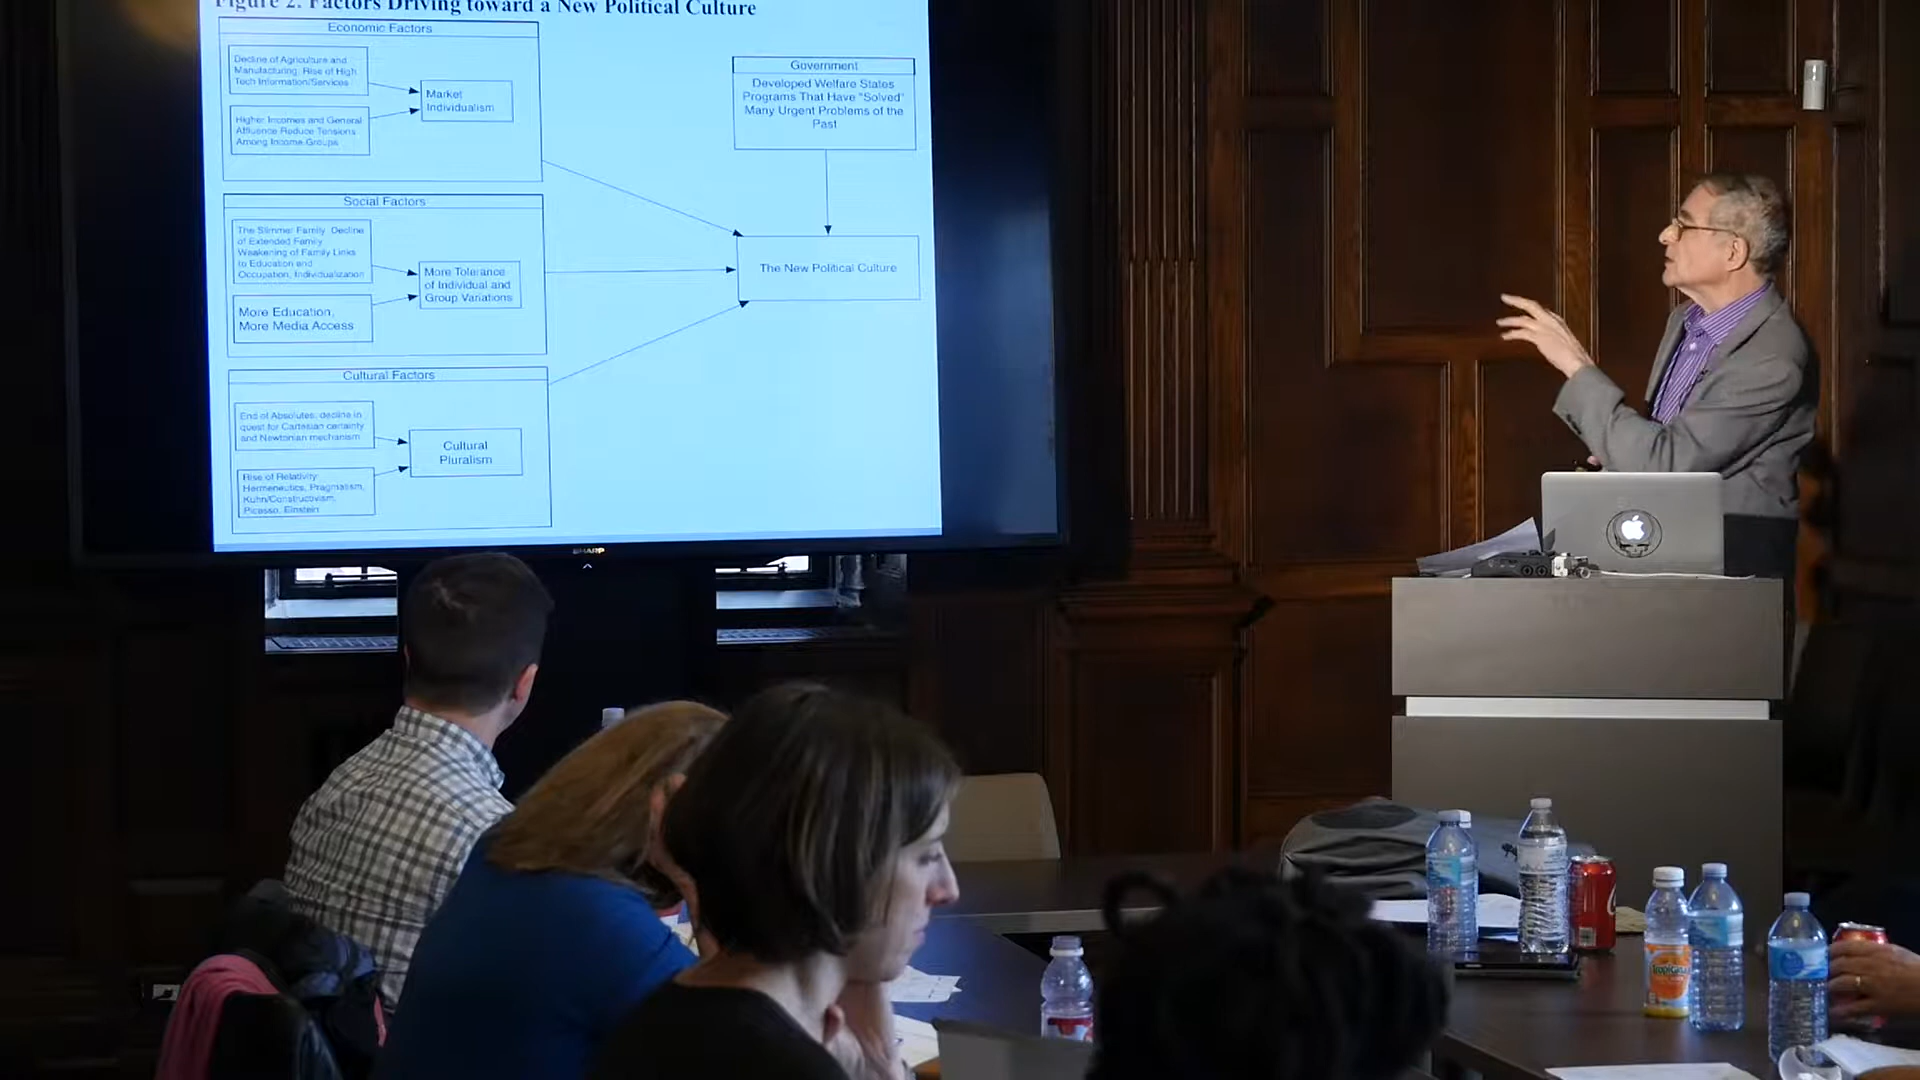 Figure 2. Factors Driving toward a New Political Culture
Economic Factors
Decline of Agriculture and
Manufacturing, Rise of High
Tech Information/Services
Market
Individualism
Higher Incomes and General
Affluence Reduce Tensions
Among Income Groups
Government
Developed Welfare States
Programs That Have "Solved"
Many Urgent Problems of the
Past
Social Factors
The Slimmer Family Decline
of Extended Family
Weakening of Family Links
to Education and
Occupation, Individualization
More Tolerance
of Individual and
Group Variations
More Education,
More Media Access
The New Political Culture
Cultural Factors
End of Absolutes, decline in
quest for Cartesian certainty
and Newtonian mechanism
Cultural
Pluralism
Rise of Relativity
Hermeneutics, Pragmatism,
Kuhn/Constructivism,
Picasso, Einstein
SHARP
Tropicana